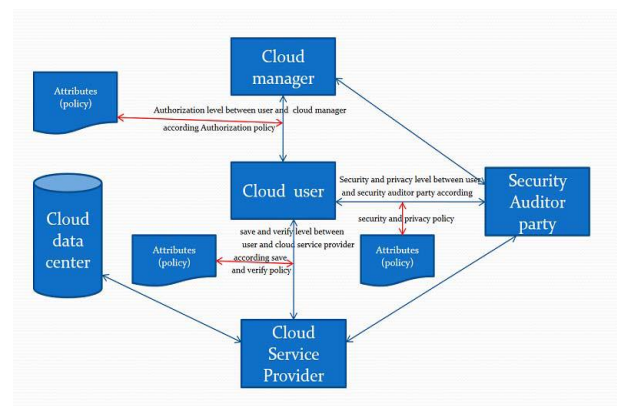 Cloud
manager
Attributes
(policy)
Authorization level between user and cloud manager
according Authorization policy
Cloud user
Security and privacy level between user
and security auditor party according
security and privacy policy
Security
Auditor
party
Cloud
data
center
save and verify level between
user and cloud service provider
according save
and verify policy
Attributes
(policy)
Attributes
(policy)
Cloud
Service
Provider